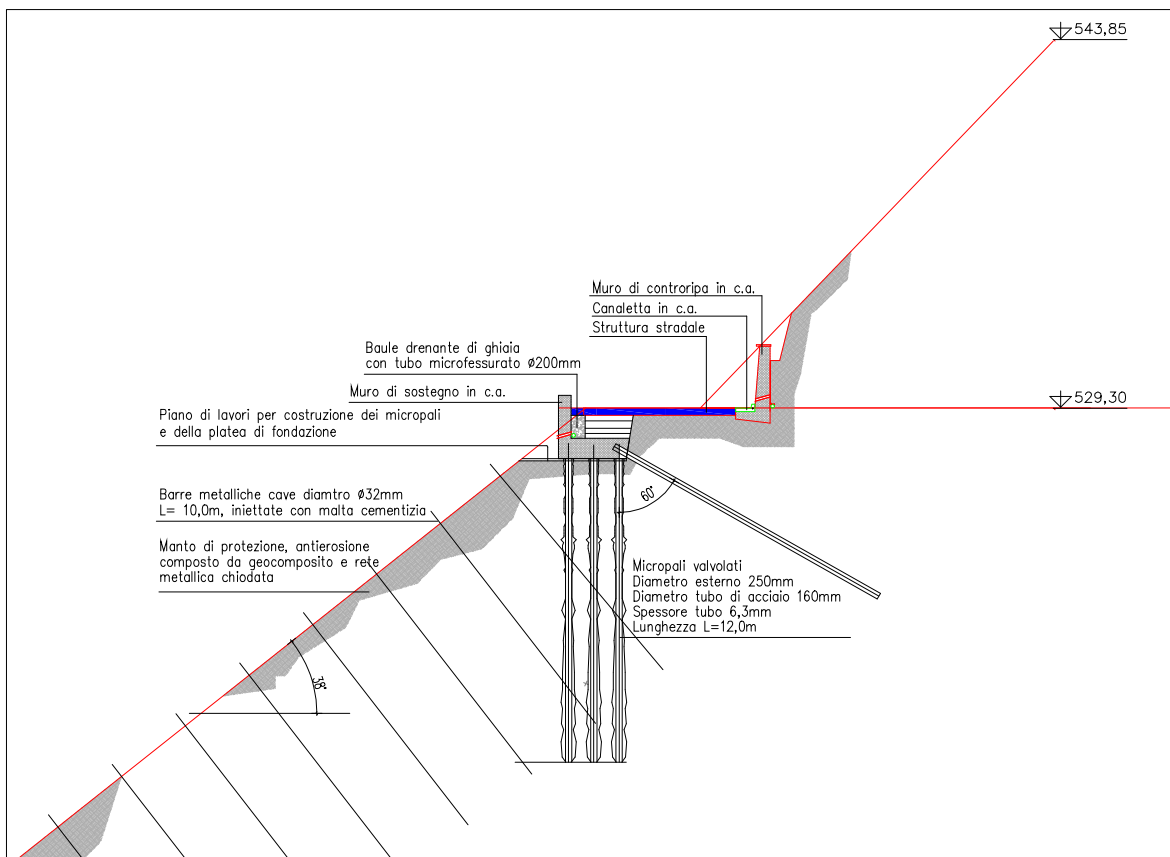 543,85
Muro di controripa in c.a.
Canaletta in c.a.
Struttura stradale
Baule drenante di ghiaia
con tubo microfessurato Ø200mm
Muro di sostegno in c.a.
529,30
Piano di lavori per costruzione dei micropali
e della platea di fondazione
Barre metalliche cave diamtro Ø32mm
L= 10,0m, iniettate con malta cementizia
60°
Manto di protezione, antierosione
composto da geocomposito e rete
metallica chiodata
Micropali valvolati
Diametro esterno 250mm
Diametro tubo di acciaio 160mm
Spessore tubo 6,3mm
Lunghezza L=12,0m
38°